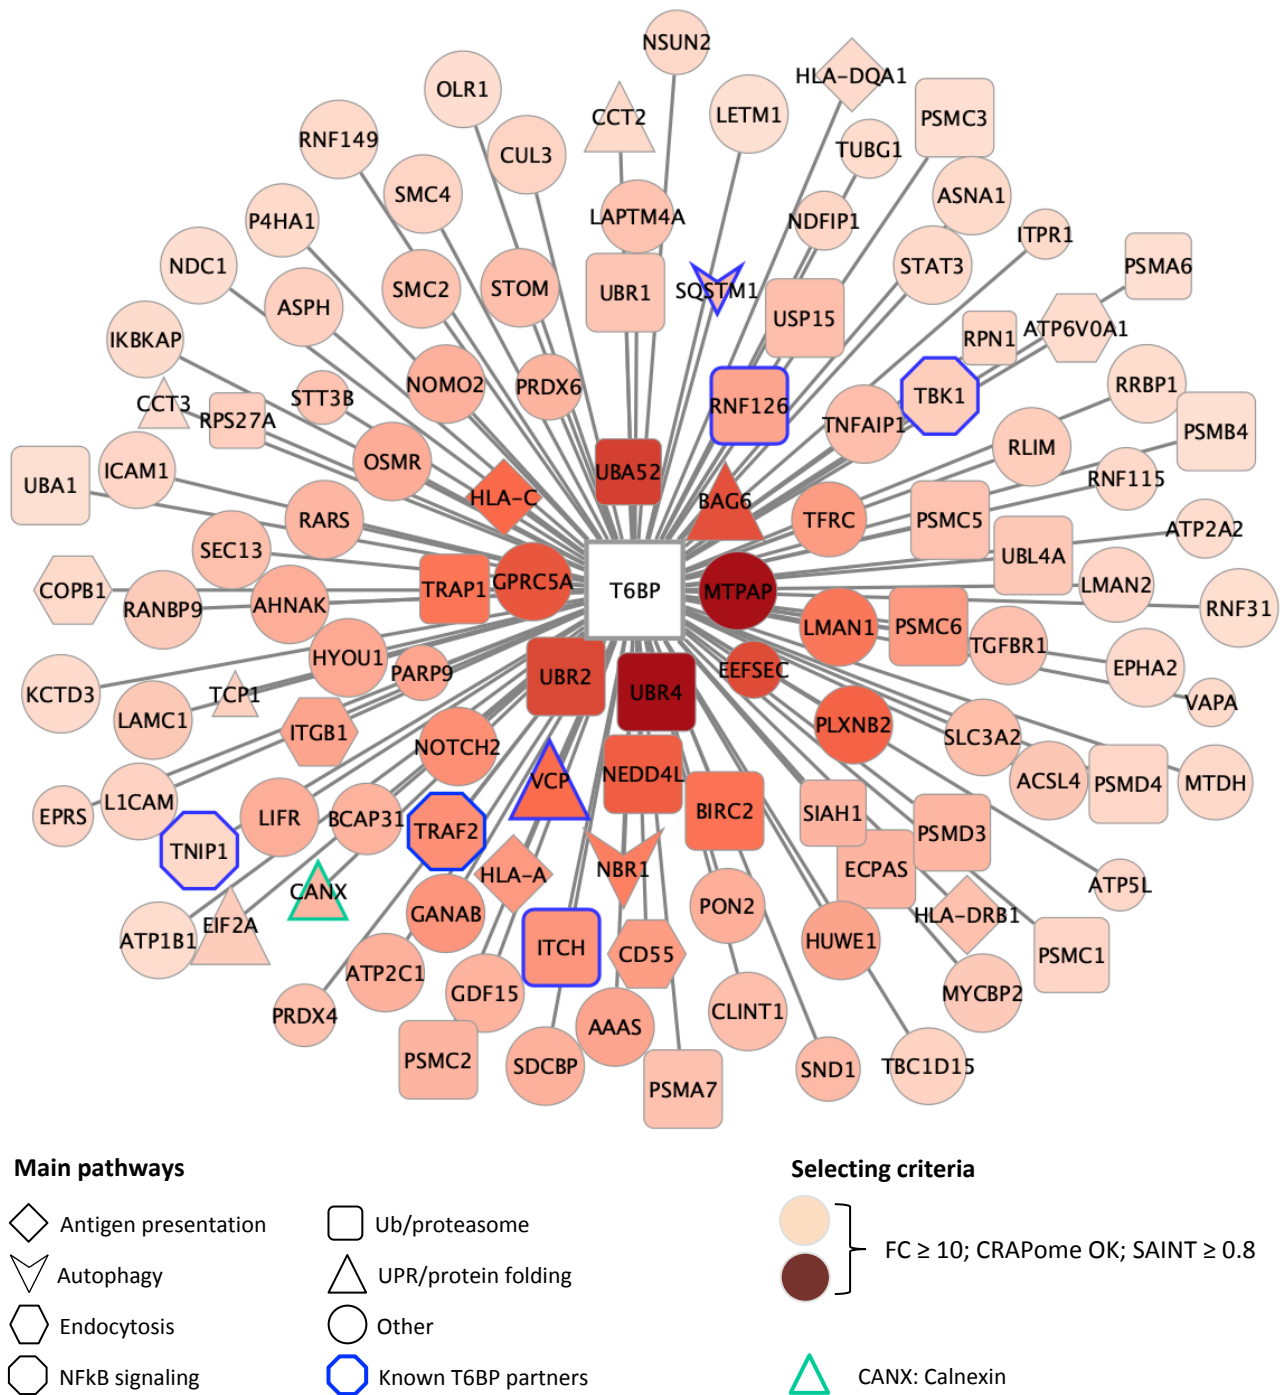 NSUN2
HLA-DQA1
OLR1
CCT2
LETM1
PSMC3
RNF149
CUL3
TUBG1
SMC4
ASNA1
P4HA1
LAPTM4A
NDFIP1
ITPR1
NDC1
STAT3
PSMA6
SMC2
STOM
UBR1
SQSTM1
ASPH
USP15
ATP6V0A1
IKBKAP
RPN1
NOMO2
PRDX6
RRBP1
STT3B
TBK1
CCT3
RNF126
RPS27A
TNFAIP1
PSMB4
RLIM
OSMR
ICAM1
UBA52
RNF115
UBA1
HLA-C
BAG6
RARS
TFRC
PSMC5
ATP2A2
SEC13
UBL4A
GPRC5A
COPB1
TRAP1
T6BP
MTPAP
LMAN2
AHNAK
RANBP9
RNF31
LMAN1
PSMC6
TGFBR1
HYOU1
EPHA2
PARP9
EEFSEC
UBR2
KCTD3
TCP1
UBR4
VAPA
LAMC1
ITGB1
PLXNB2
SLC3A2
NOTCH2
VCP
NEDD4L
ACSL4
PSMD4
MTDH
L1CAM
BIRC2
EPRS
LIFR
BCAP31
TRAF2
SIAH1
PSMD3
TNIP1
NBR1
ECPAS
HLA-A
ATP5L
CANX
PON2
GANAB
HLA-DRB1
EIF2A
ATP1B1
HUWE1
ITCH
CD55
PSMC1
ATP2C1
GDF15
MYCBP2
CLINT1
PRDX4
AAAS
PSMC2
SDCBP
TBC1D15
SND1
PSMA7
Main pathways
Selecting criteria
Antigen presentation
Ub/proteasome
FC ≥ 10; CRAPome OK; SAINT ≥ 0.8
Autophagy
UPR/protein folding
Endocytosis
Other
NFkB signaling
Known T6BP partners
CANX: Calnexin